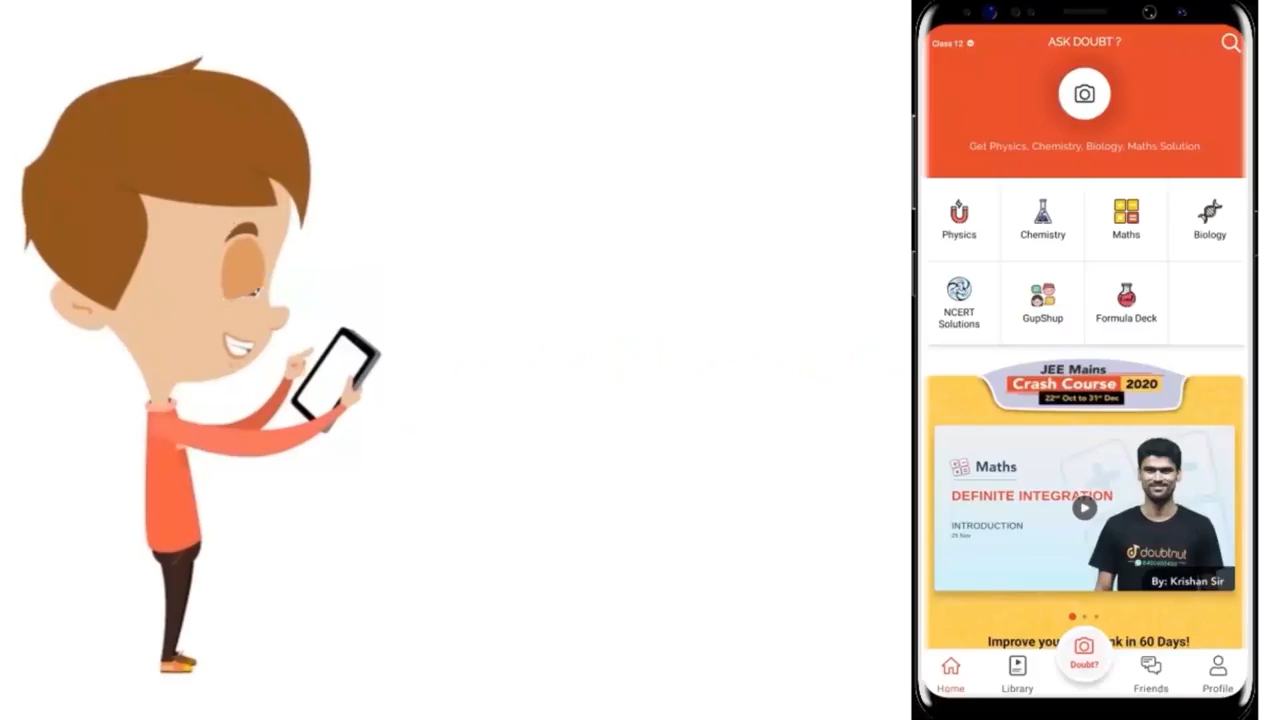 Class 12
ASK DOUBT ?
Get Physics, Chemistry, Biology, Maths Solution
Physics
Chemistry
Maths
Biology
NCERT
Solutions
GupShup
Formula Deck
JEE Mains
Crash Course 2020
22nd Oct to 31st Dec
Maths
DEFINITE INTEGRATION
INTRODUCTION
doubtnut
By: Krishan Sir
in 60 Days!
Doubt?
Home
Library
Friends
Profile